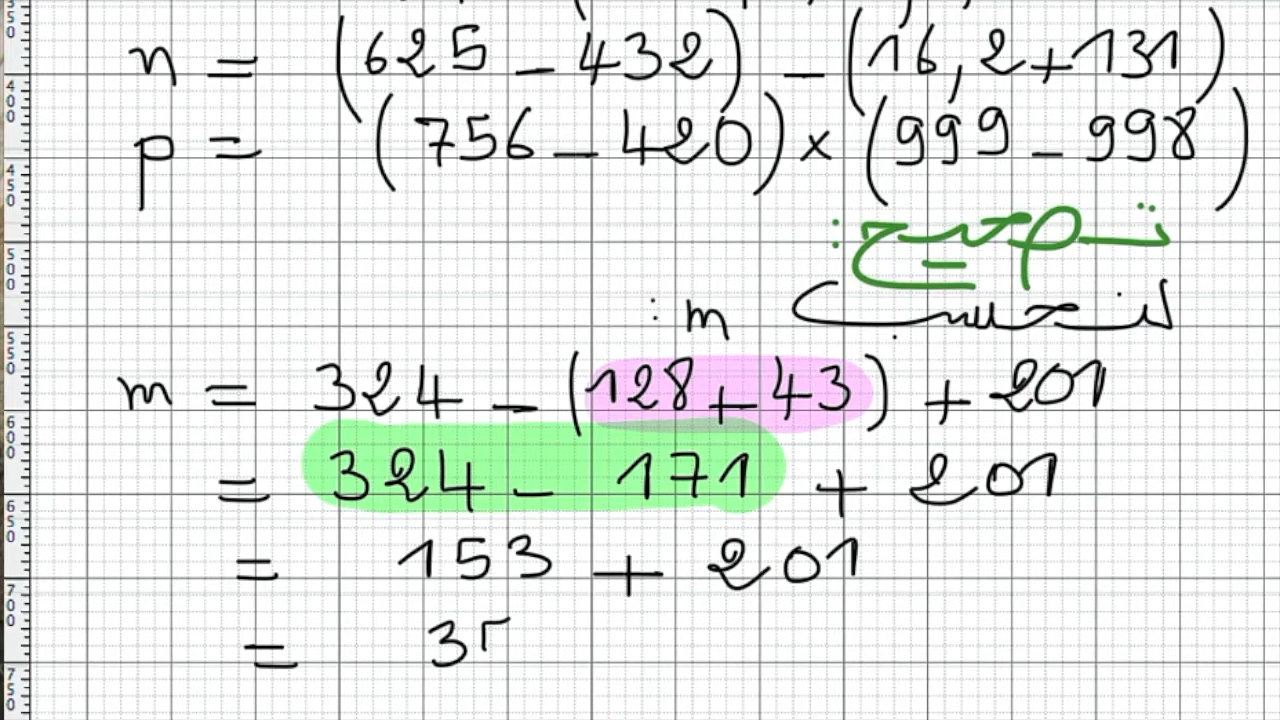 n = (625 - 432) - (16,2 + 131)
p = (756 - 420) × (999 - 998)
تصحيح :
لنحسب m :
m = 324 - (128 + 43) + 201
= 324 - 171 + 201
= 153 + 201
= 3